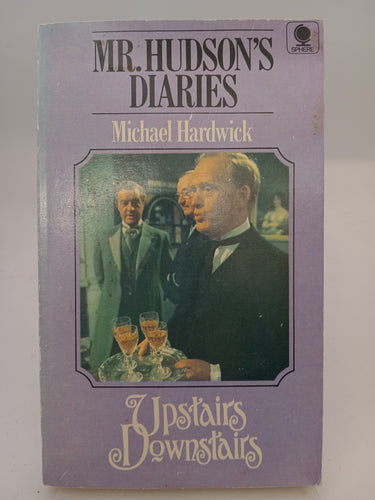 SPHERE
MR. HUDSON'S
DIARIES
Michael Hardwick
Upstairs
Downstairs